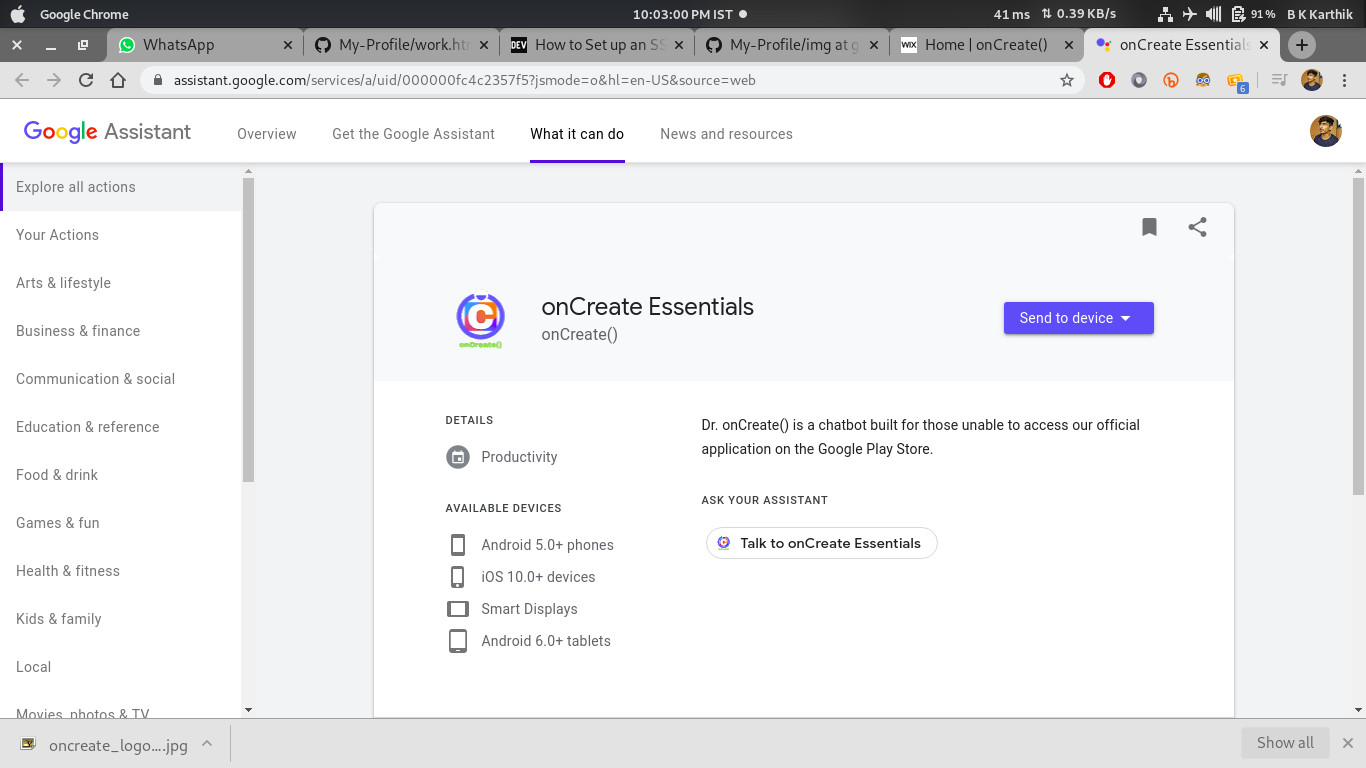 Google Chrome
10:03:00 PM IST
41 ms
0.39 KB/s
91 %
B K Karthik
WhatsApp
My-Profile/work.htm
DEV
How to Set up an SS
My-Profile/img at g
WIX
Home | onCreate()
onCreate Essentials
assistant.google.com/services/a/uid/000000fc4c2357f5?jsmode=o&hl=en-US&source=web
6
Google Assistant
Overview
Get the Google Assistant
What it can do
News and resources
Explore all actions
Your Actions
Arts & lifestyle
Business & finance
Communication & social
Education & reference
Food & drink
Games & fun
Health & fitness
Kids & family
Local
Movies, photos & TV
onCreate()
onCreate Essentials
onCreate()
Send to device
DETAILS
Productivity
AVAILABLE DEVICES
Android 5.0+ phones
iOS 10.0+ devices
Smart Displays
Android 6.0+ tablets
Dr. onCreate() is a chatbot built for those unable to access our official
application on the Google Play Store.
ASK YOUR ASSISTANT
Talk to onCreate Essentials
oncreate_logo....jpg
Show all